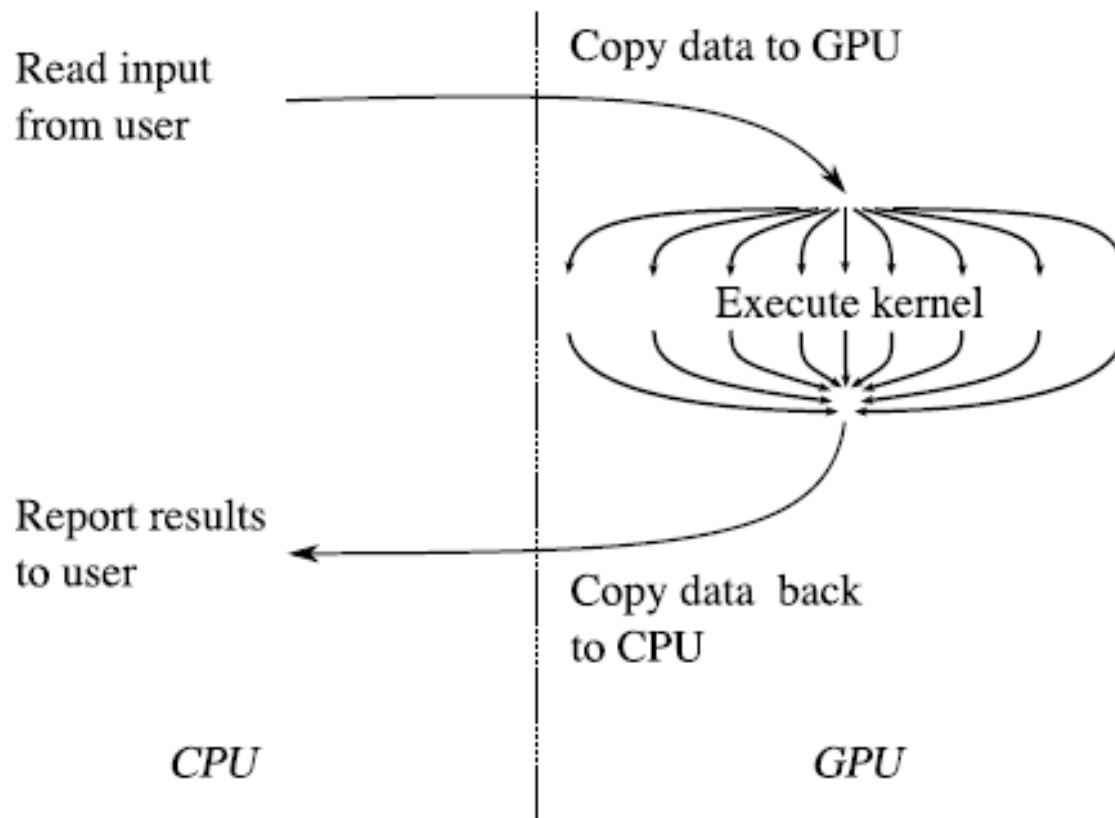 Read input
from user
Copy data to GPU
Execute kernel
Report results
to user
Copy data back
to CPU
CPU
GPU